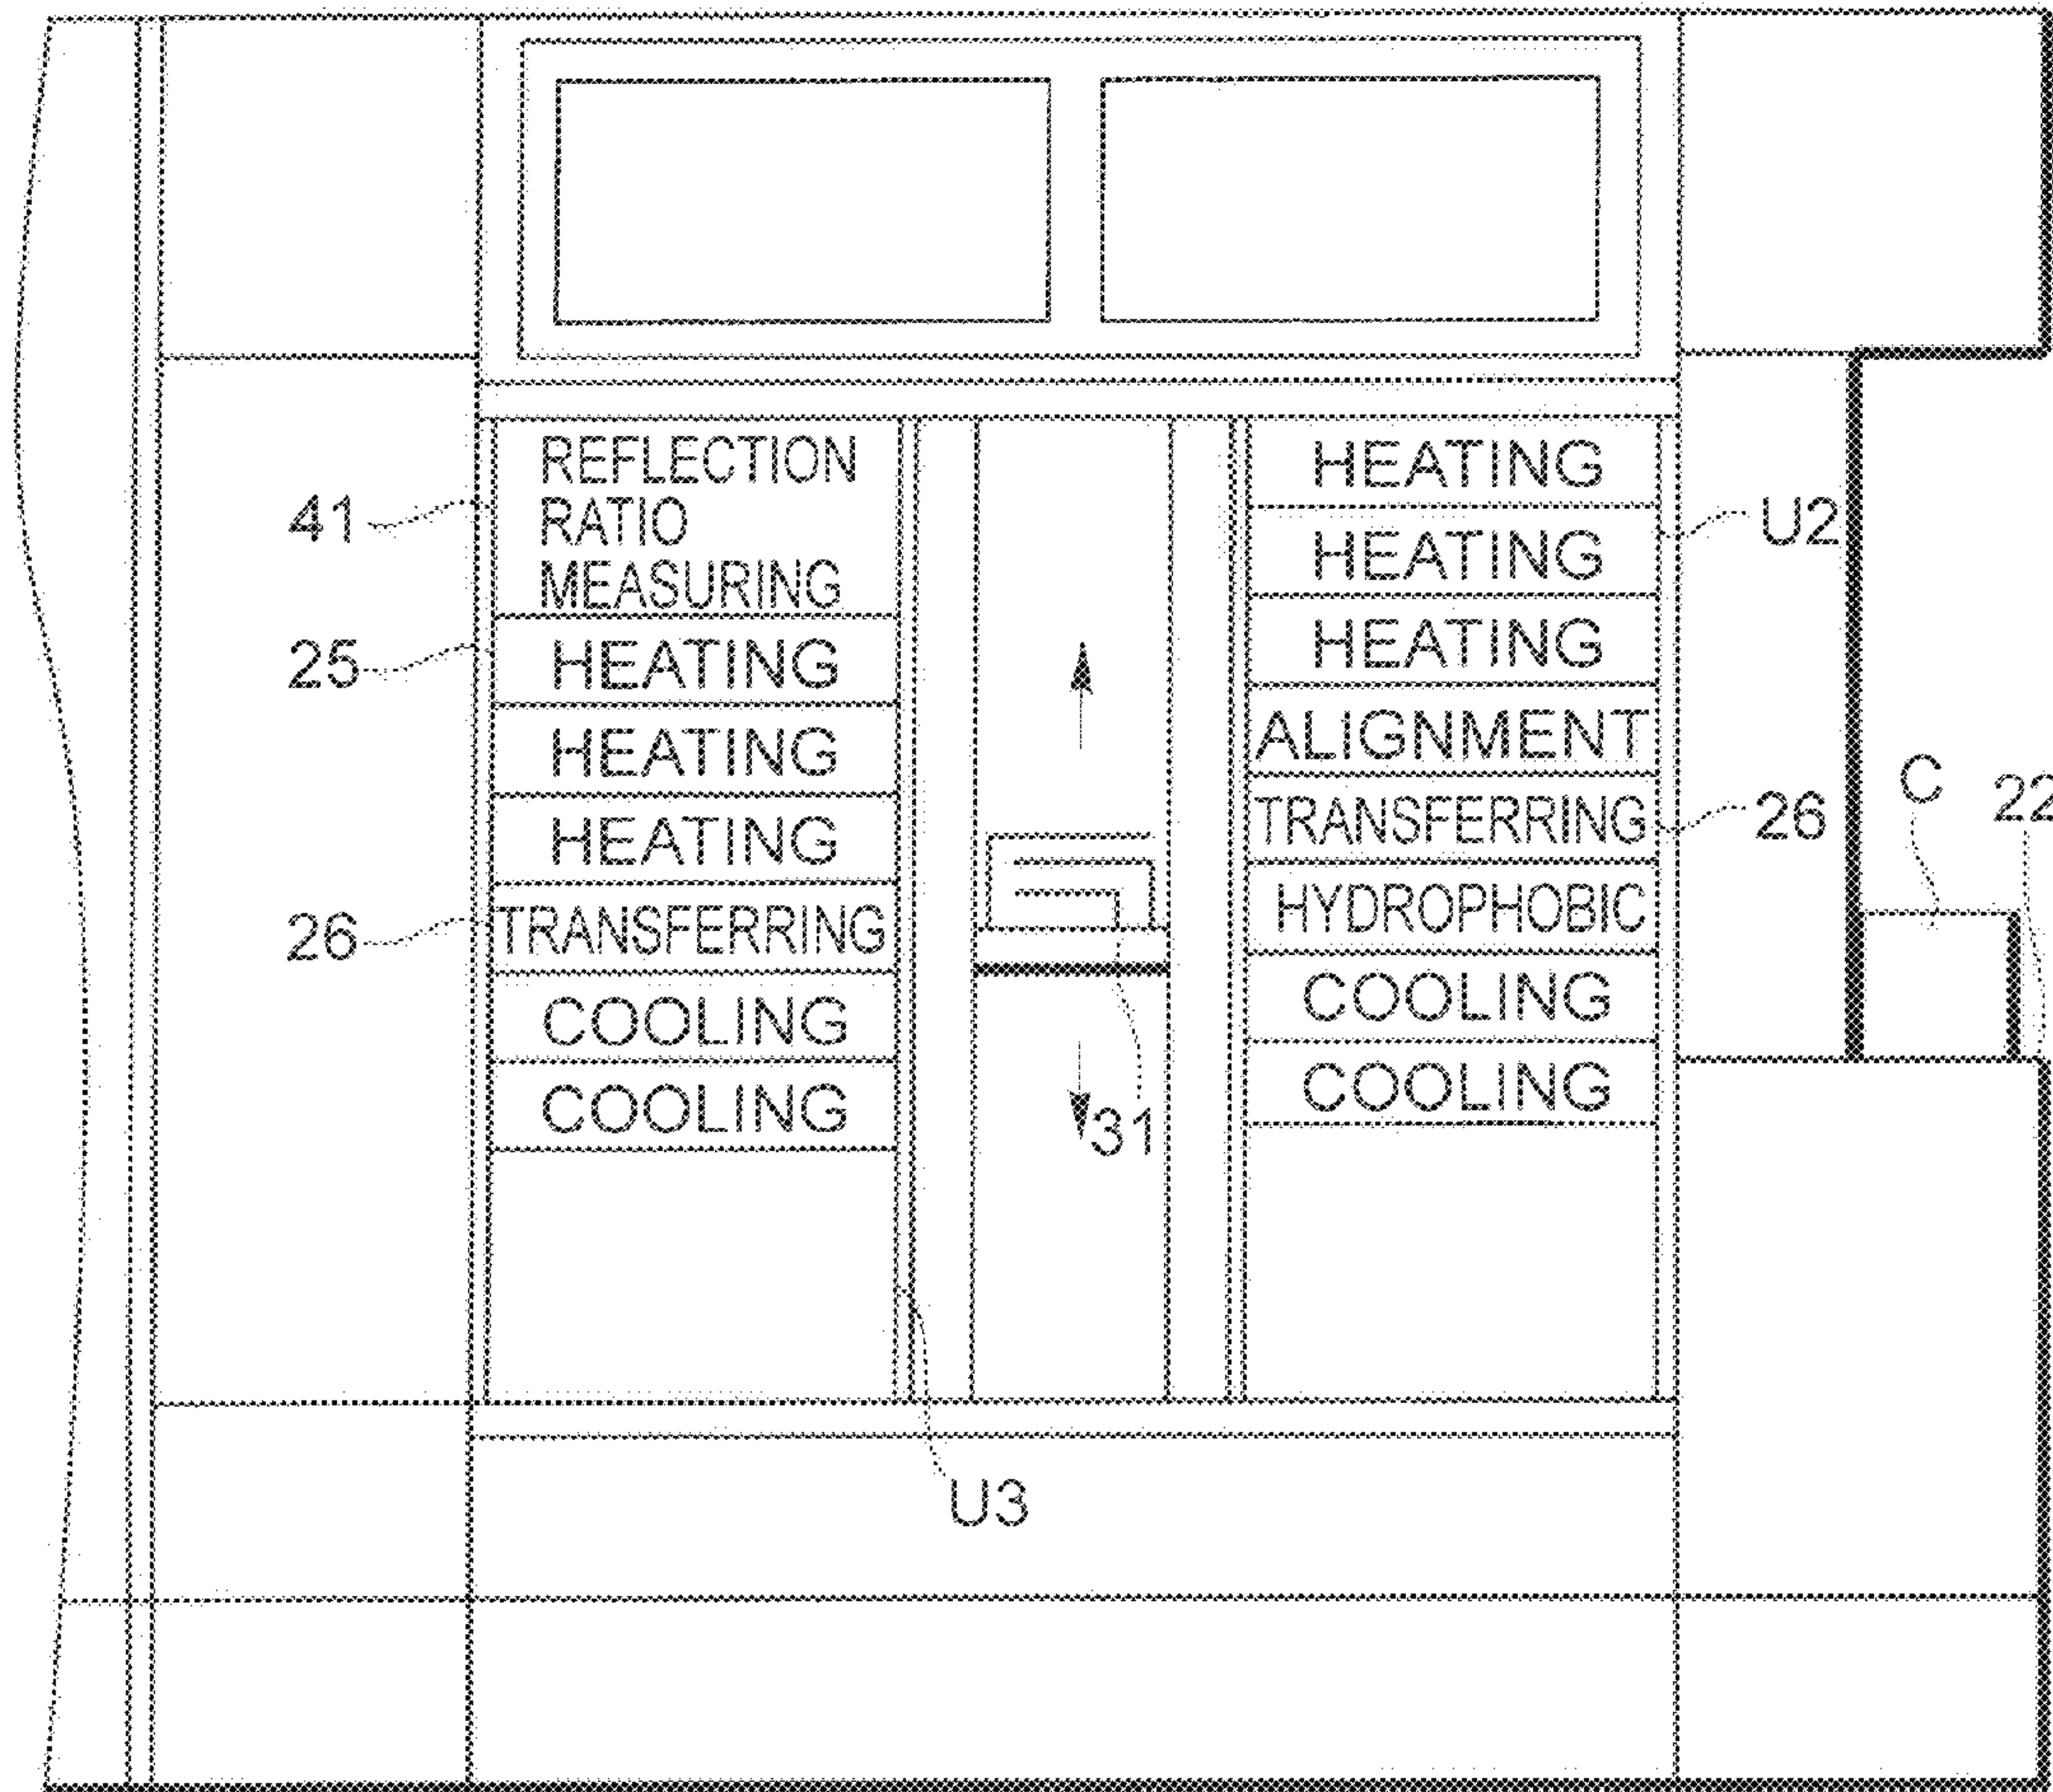 REFLECTION
RATIO
MEASURING
HEATING
HEATING
HEATING
TRANSFERRING
COOLING
COOLING
41
25
26
HEATING
HEATING
HEATING
ALIGNMENT
TRANSFERRING
HYDROPHOBIC
COOLING
COOLING
U2
26
C
22
31
U3